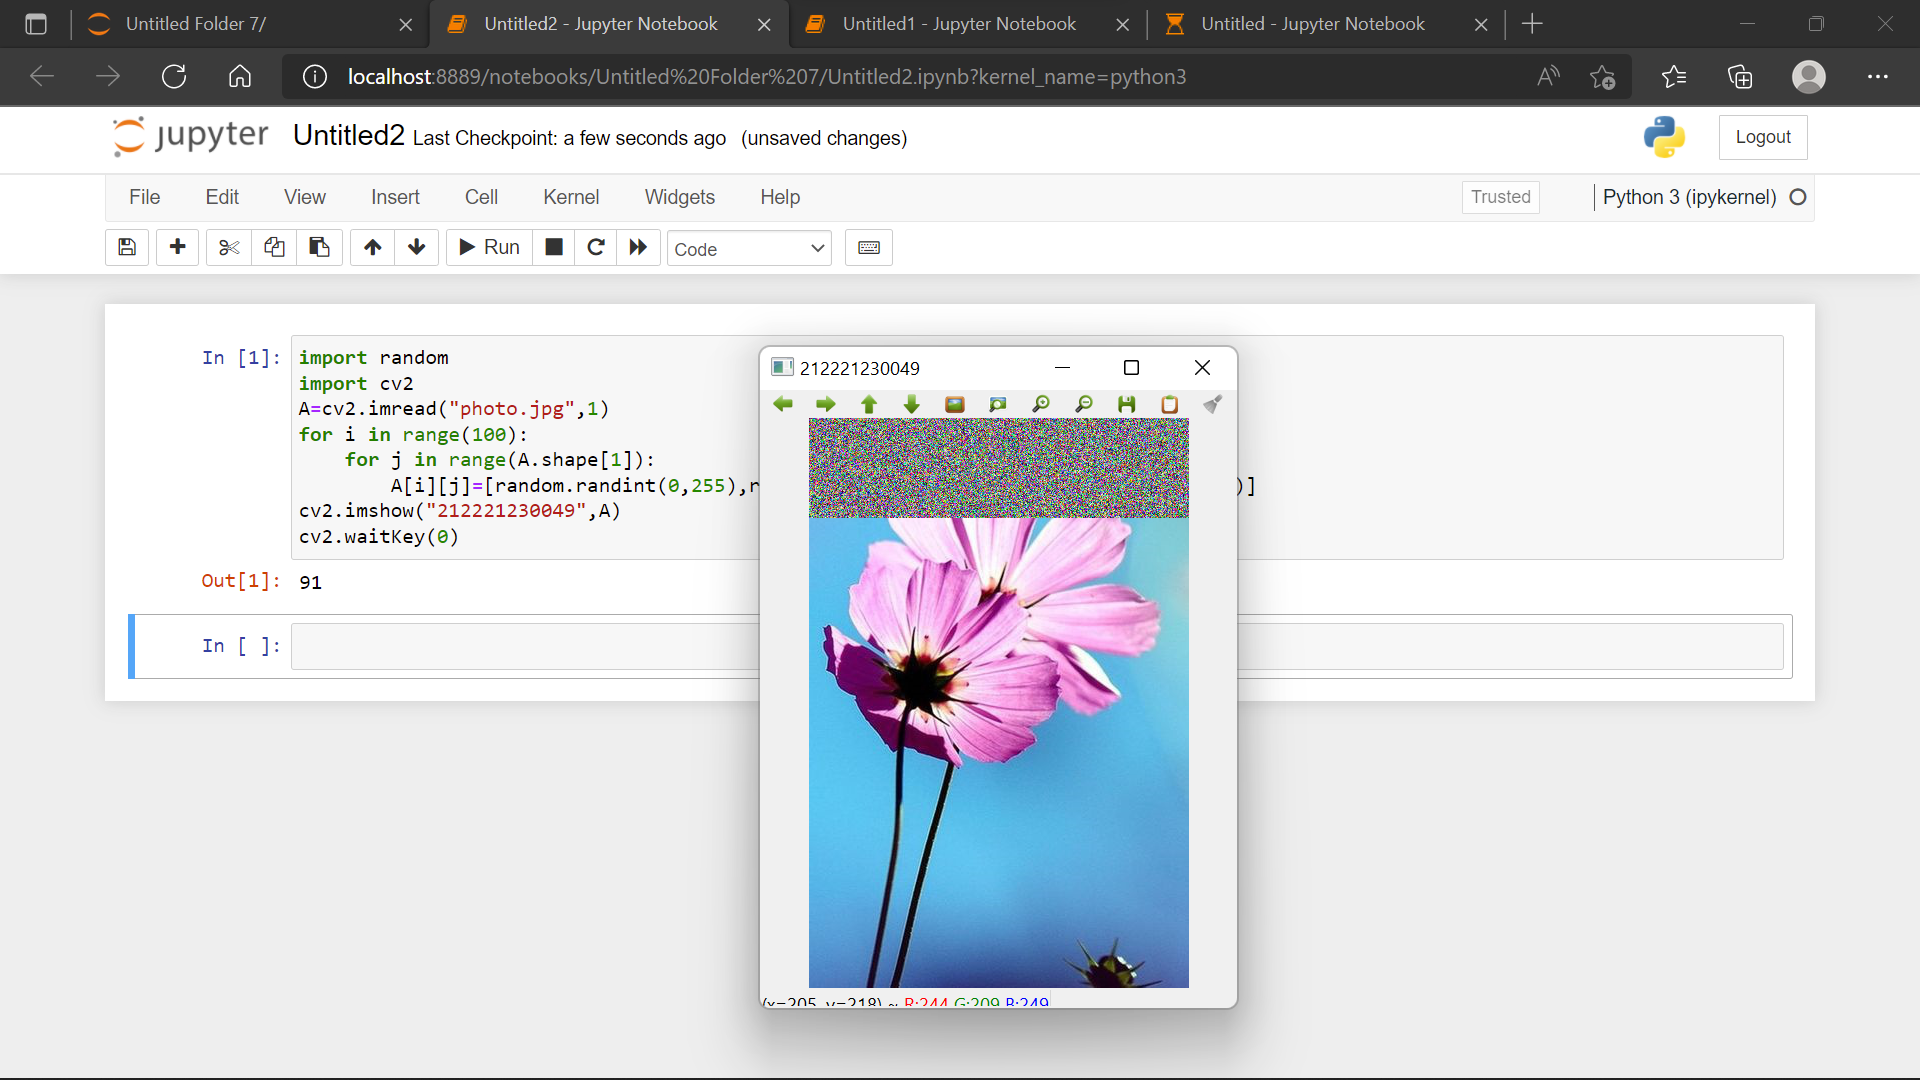 Untitled Folder 7/
Untitled2 - Jupyter Notebook
Untitled1 - Jupyter Notebook
Untitled - Jupyter Notebook
localhost:8889/notebooks/Untitled%20Folder%207/Untitled2.ipynb?kernel_name=python3
jupyter Untitled2 Last Checkpoint: a few seconds ago (unsaved changes)
Logout
File Edit View Insert Cell Kernel Widgets Help
Trusted
Python 3 (ipykernel)
Run
Code
In [1]:
import random
import cv2
A=cv2.imread("photo.jpg",1)
for i in range(100):
    for j in range(A.shape[1]):
        A[i][j]=[random.randint(0,255),r
)]
cv2.imshow("212221230049",A)
cv2.waitKey(0)
Out[1]: 91
In [ ]:
212221230049
(x=205, y=218) ~ R:244 G:209 B:249